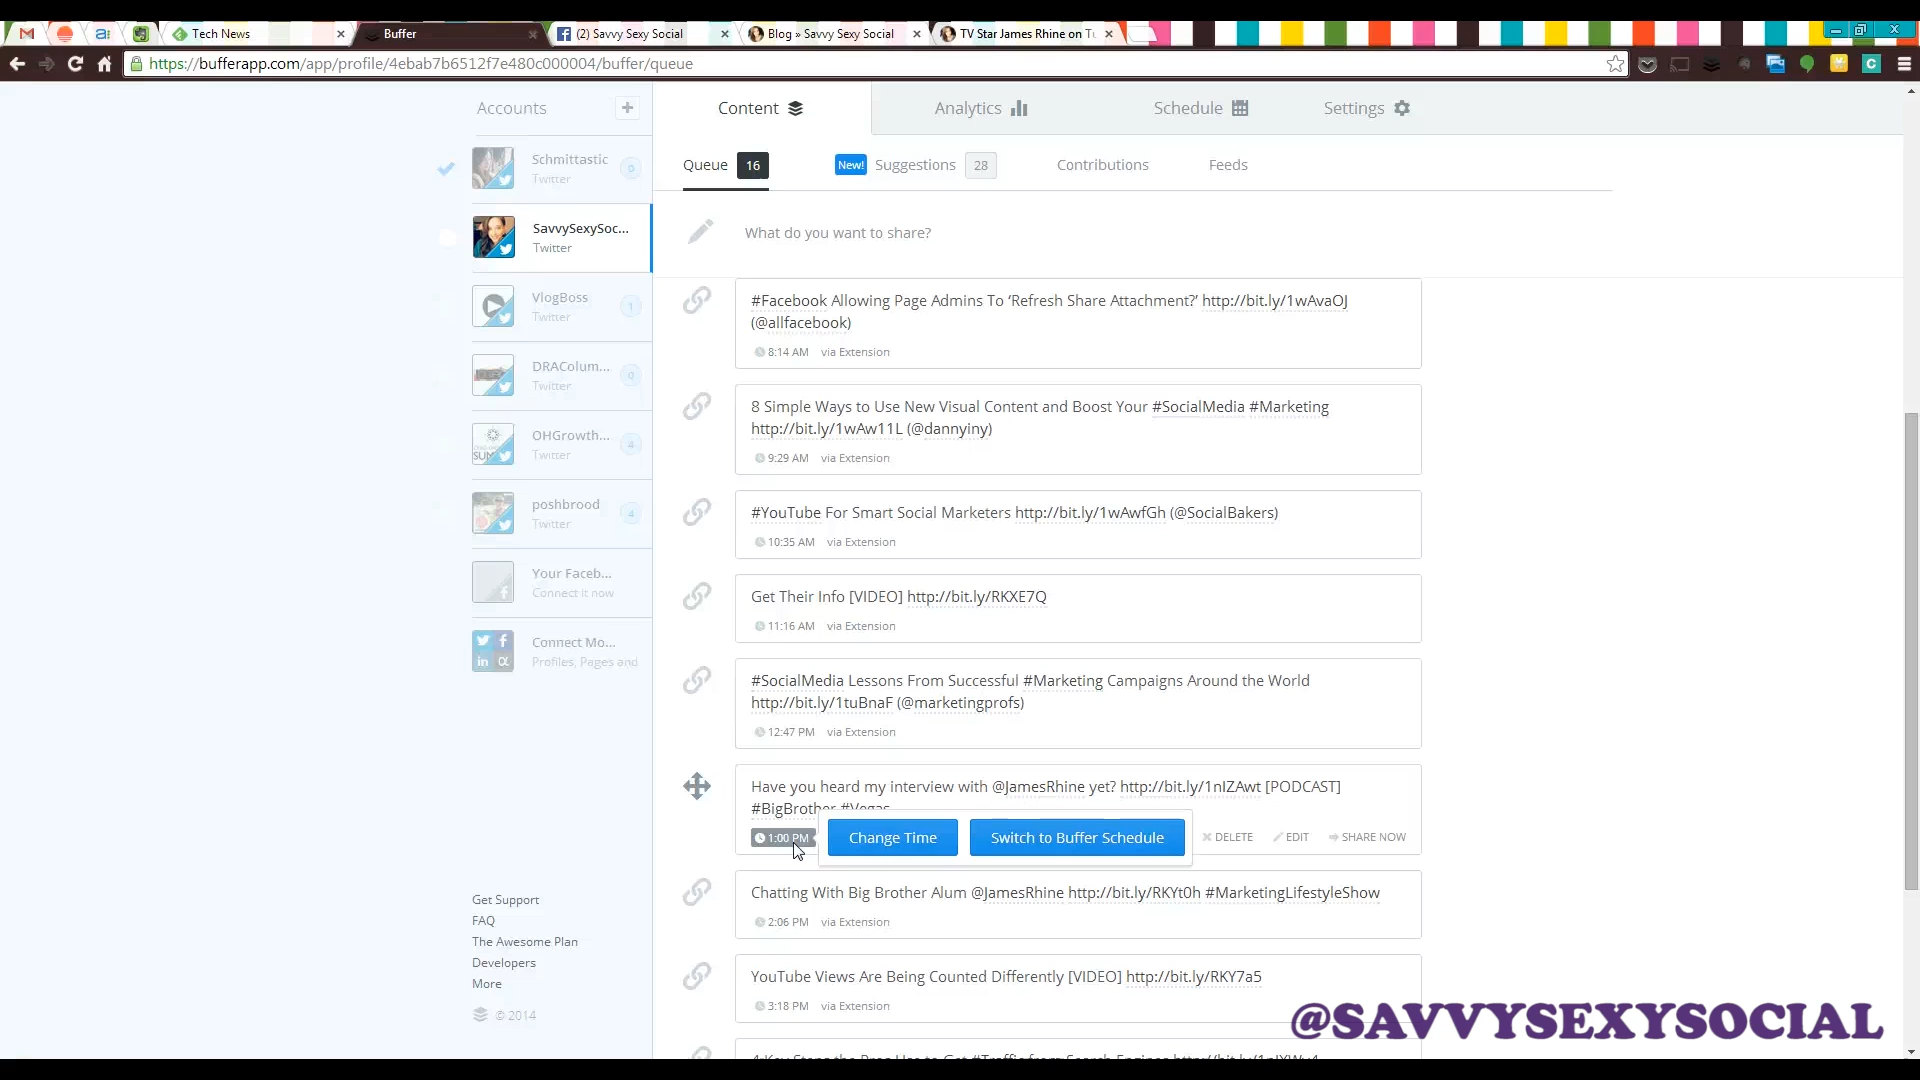 Tech News
Buffer
(2) Savvy Sexy Social
Blog » Savvy Sexy Social
TV Star James Rhine on Tu
https://bufferapp.com/app/profile/4ebab7b6512f7e480c000004/buffer/queue
Accounts
Content
Analytics
Schedule
Settings
Schmittastic
Twitter
0
SavvySexySoc...
Twitter
VlogBoss
Twitter
1
DRAColum...
Twitter
0
OHGrowth...
Twitter
4
poshbrood
Twitter
4
Your Faceb...
Connect it now
Connect Mo...
Profiles, Pages and
Get Support
FAQ
The Awesome Plan
Developers
More
© 2014
Queue 16
New! Suggestions 28
Contributions
Feeds
What do you want to share?
#Facebook Allowing Page Admins To ‘Refresh Share Attachment?’ http://bit.ly/1wAvaOJ
(@allfacebook)
8:14 AM via Extension
8 Simple Ways to Use New Visual Content and Boost Your #SocialMedia #Marketing
http://bit.ly/1wAw11L (@dannyiny)
9:29 AM via Extension
#YouTube For Smart Social Marketers http://bit.ly/1wAwfGh (@SocialBakers)
10:35 AM via Extension
Get Their Info [VIDEO] http://bit.ly/RKXE7Q
11:16 AM via Extension
#SocialMedia Lessons From Successful #Marketing Campaigns Around the World
http://bit.ly/1tuBnaF (@marketingprofs)
12:47 PM via Extension
Have you heard my interview with @JamesRhine yet? http://bit.ly/1nIZAwt [PODCAST]
#BigBrother #Vegas
1:00 PM Change Time Switch to Buffer Schedule DELETE EDIT SHARE NOW
Chatting With Big Brother Alum @JamesRhine http://bit.ly/RKYt0h #MarketingLifestyleShow
2:06 PM via Extension
YouTube Views Are Being Counted Differently [VIDEO] http://bit.ly/RKY7a5
3:18 PM via Extension
@SAVVYSEXYSOCIAL